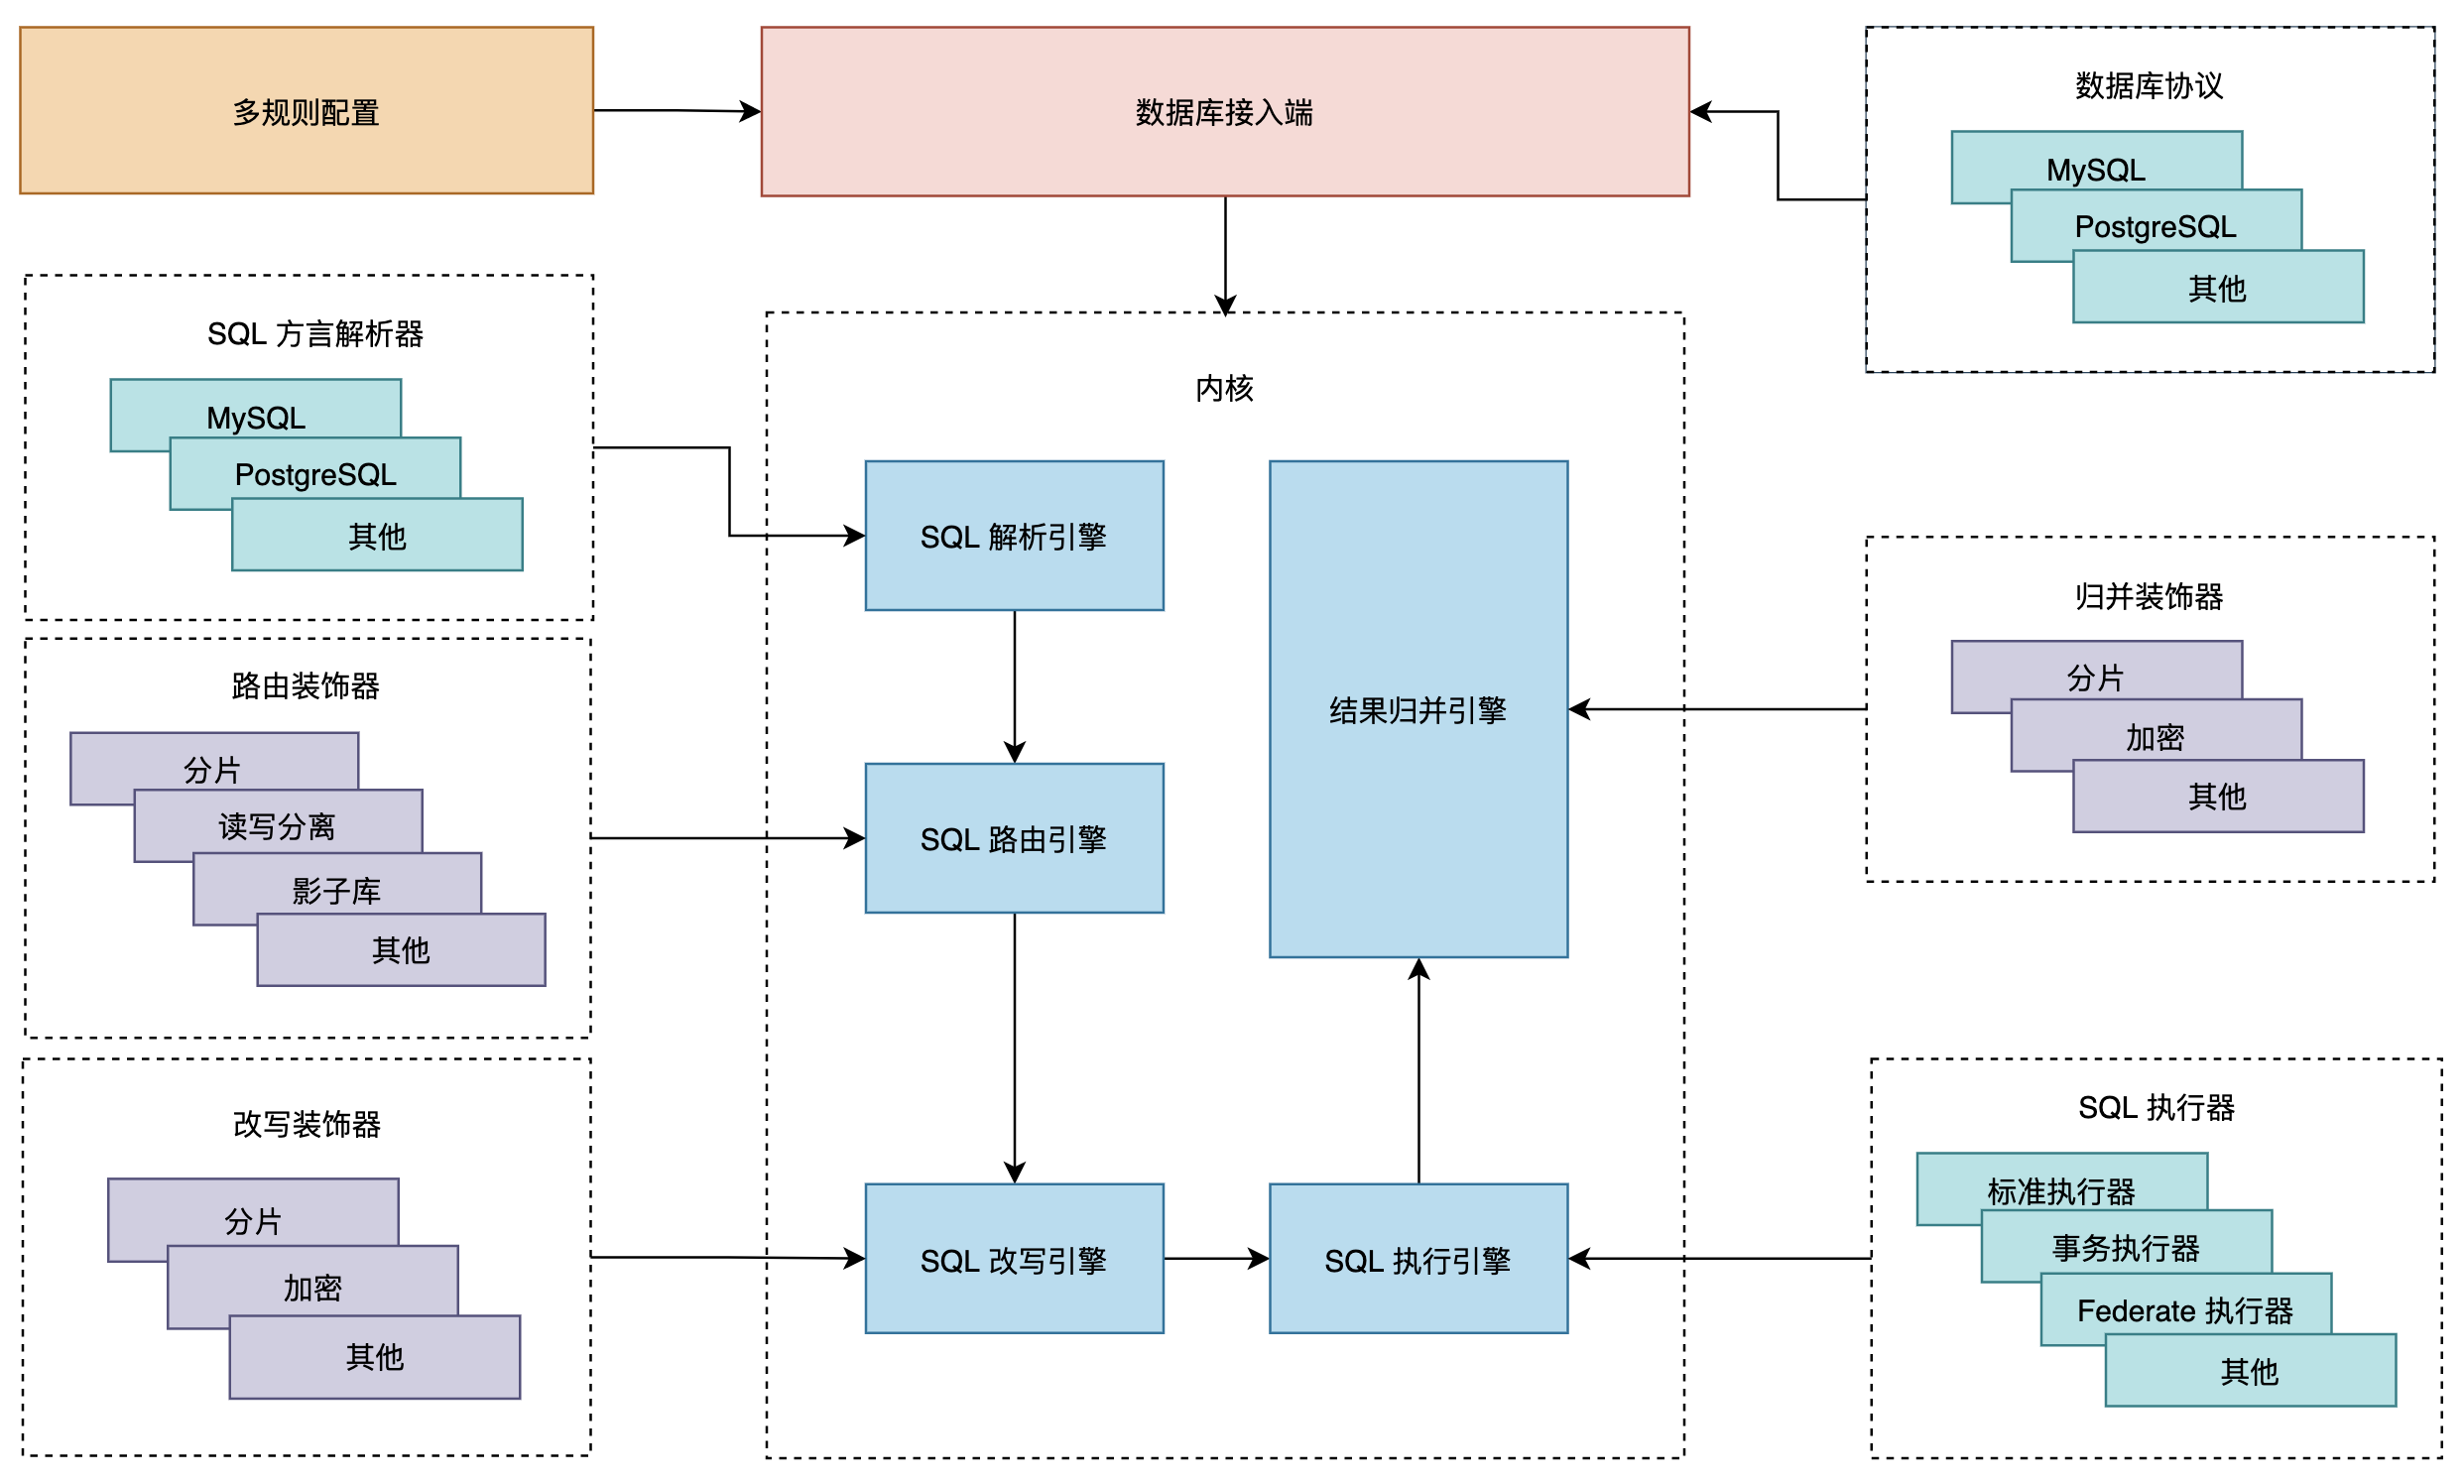 多规则配置
数据库接入端
数据库协议
MySQL
PostgreSQL
其他
SQL 方言解析器
MySQL
PostgreSQL
其他
路由装饰器
分片
读写分离
影子库
其他
改写装饰器
分片
加密
其他
内核
SQL 解析引擎
SQL 路由引擎
SQL 改写引擎
SQL 执行引擎
结果归并引擎
归并装饰器
分片
加密
其他
SQL 执行器
标准执行器
事务执行器
Federate 执行器
其他